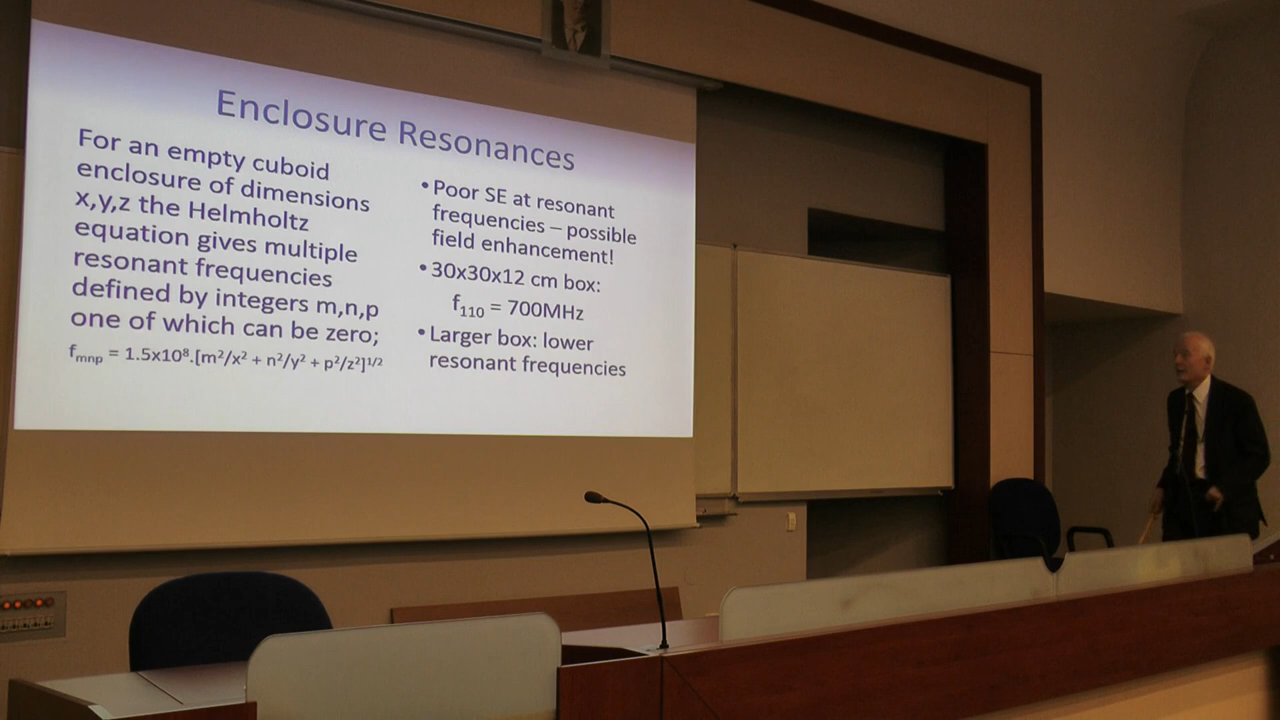 Enclosure Resonances
For an empty cuboid
enclosure of dimensions
x,y,z the Helmholtz
equation gives multiple
resonant frequencies
defined by integers m,n,p
one of which can be zero;
fₘₙₚ = 1.5x10⁸.[m²/x² + n²/y² + p²/z²]¹/²
• Poor SE at resonant
frequencies – possible
field enhancement!
• 30x30x12 cm box:
f₁₁₀ = 700MHz
• Larger box: lower
resonant frequencies